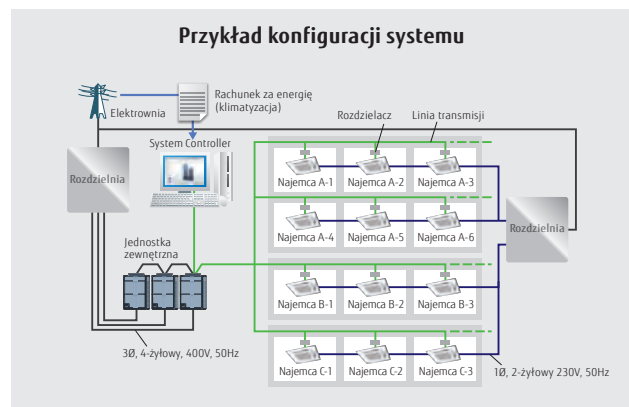 Przykład konfiguracji systemu
Elektrownia
Rachunek za energię
(klimatyzacja)
System Controller
Rozdzielacz
Linia transmisji
Rozdzielnia
Najemca A-1
Najemca A-2
Najemca A-3
Najemca A-4
Najemca A-5
Najemca A-6
Rozdzielnia
Jednostka
zewnętrzna
Najemca B-1
Najemca B-2
Najemca B-3
3Ø, 4-żyłowy, 400V, 50Hz
Najemca C-1
Najemca C-2
Najemca C-3
1Ø, 2-żyłowy 230V, 50Hz